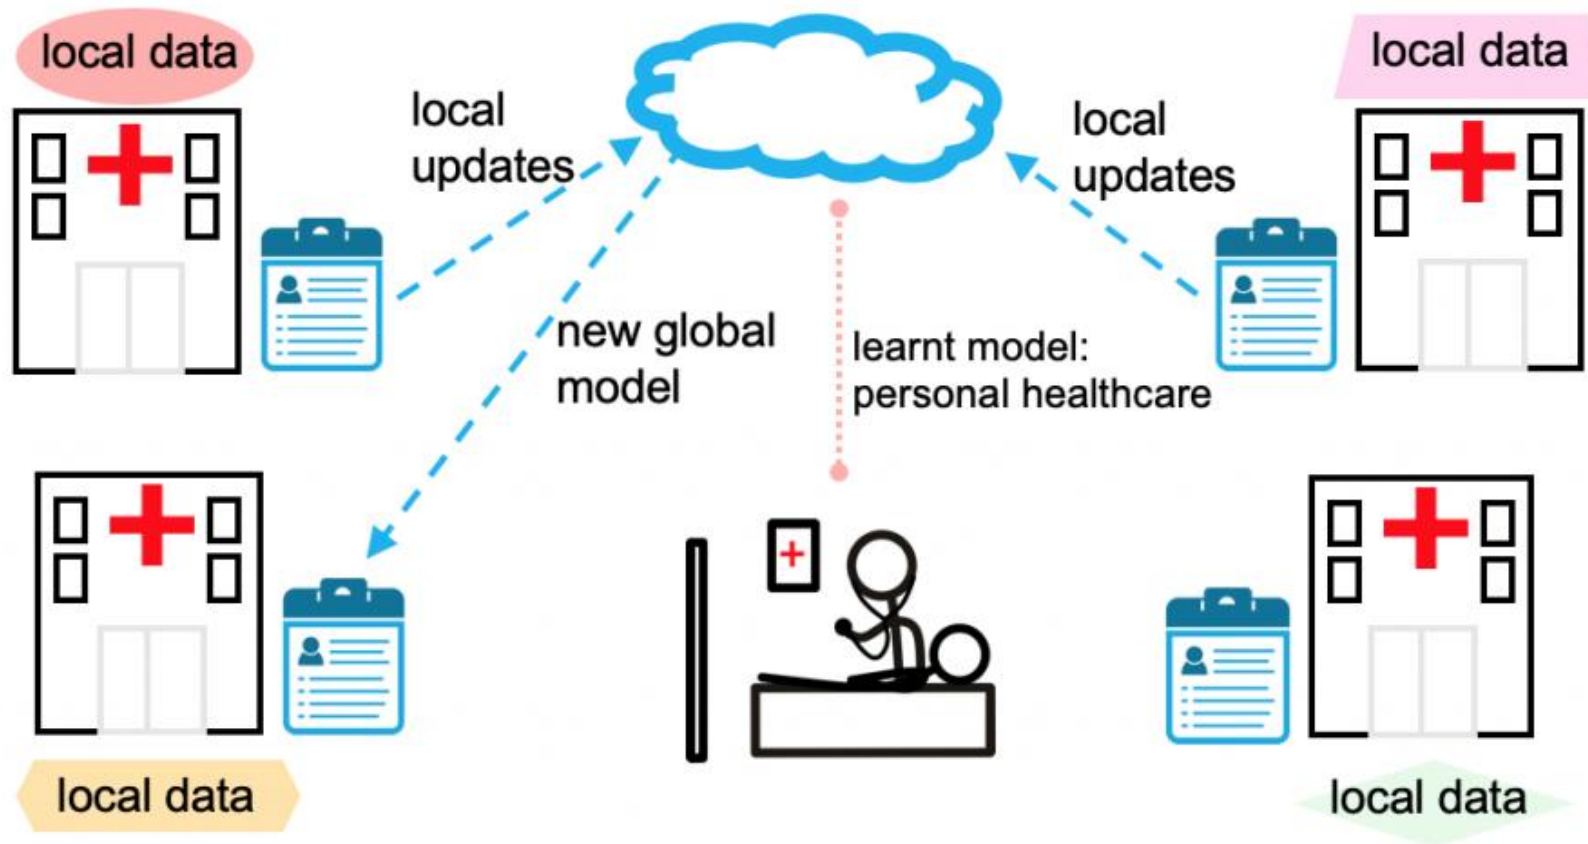 local data
local data
local
updates
local
updates
new global
model
learnt model:
personal healthcare
local data
local data